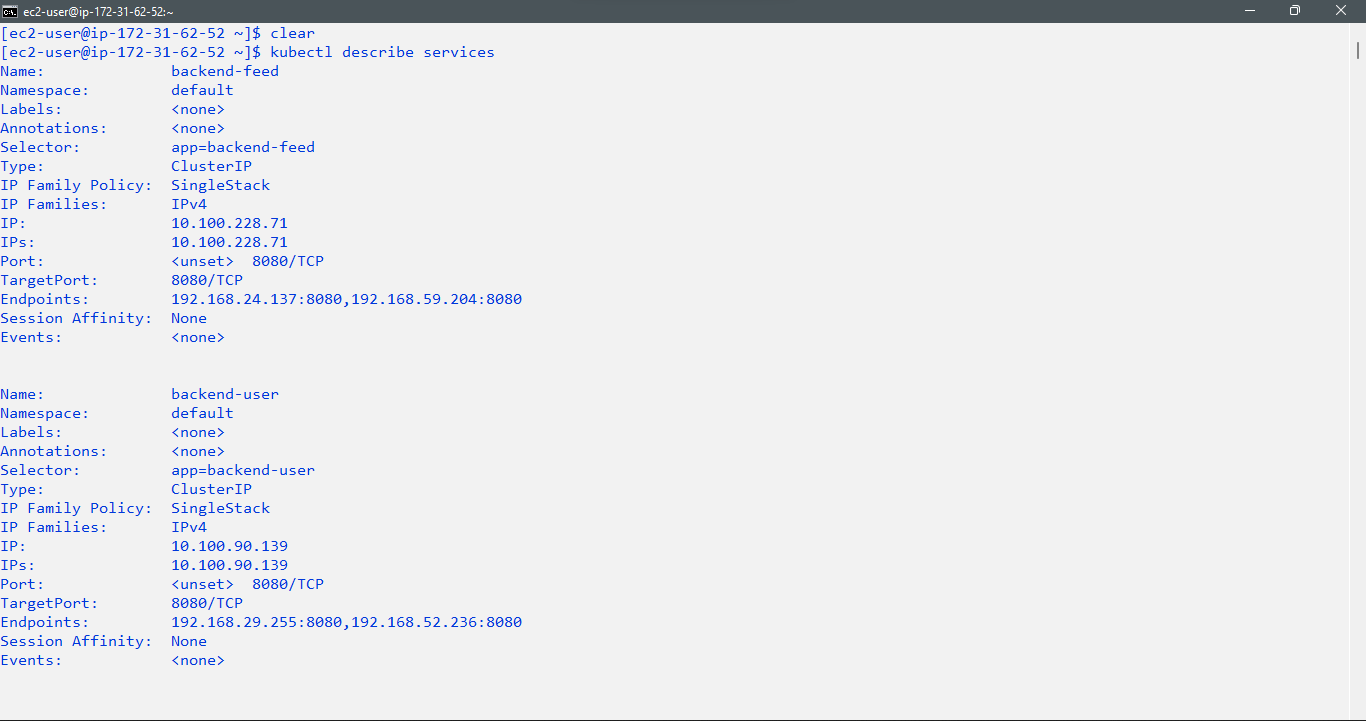 ec2-user@ip-172-31-62-52:~
[ec2-user@ip-172-31-62-52 ~]$ clear
[ec2-user@ip-172-31-62-52 ~]$ kubectl describe services
Name:              backend-feed
Namespace:         default
Labels:            <none>
Annotations:       <none>
Selector:          app=backend-feed
Type:              ClusterIP
IP Family Policy:  SingleStack
IP Families:       IPv4
IP:                10.100.228.71
IPs:               10.100.228.71
Port:              <unset>  8080/TCP
TargetPort:        8080/TCP
Endpoints:         192.168.24.137:8080,192.168.59.204:8080
Session Affinity:  None
Events:            <none>
Name:              backend-user
Namespace:         default
Labels:            <none>
Annotations:       <none>
Selector:          app=backend-user
Type:              ClusterIP
IP Family Policy:  SingleStack
IP Families:       IPv4
IP:                10.100.90.139
IPs:               10.100.90.139
Port:              <unset>  8080/TCP
TargetPort:        8080/TCP
Endpoints:         192.168.29.255:8080,192.168.52.236:8080
Session Affinity:  None
Events:            <none>